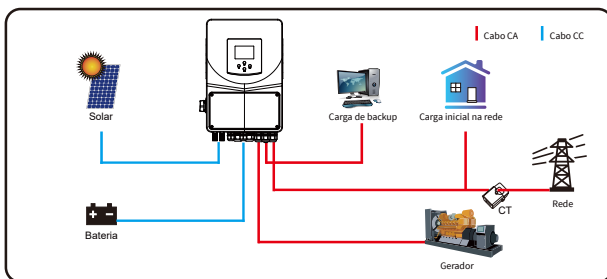 Cabo CA
Cabo CC
Solar
Carga de backup
Carga inicial na rede
Rede
CT
Bateria
Gerador